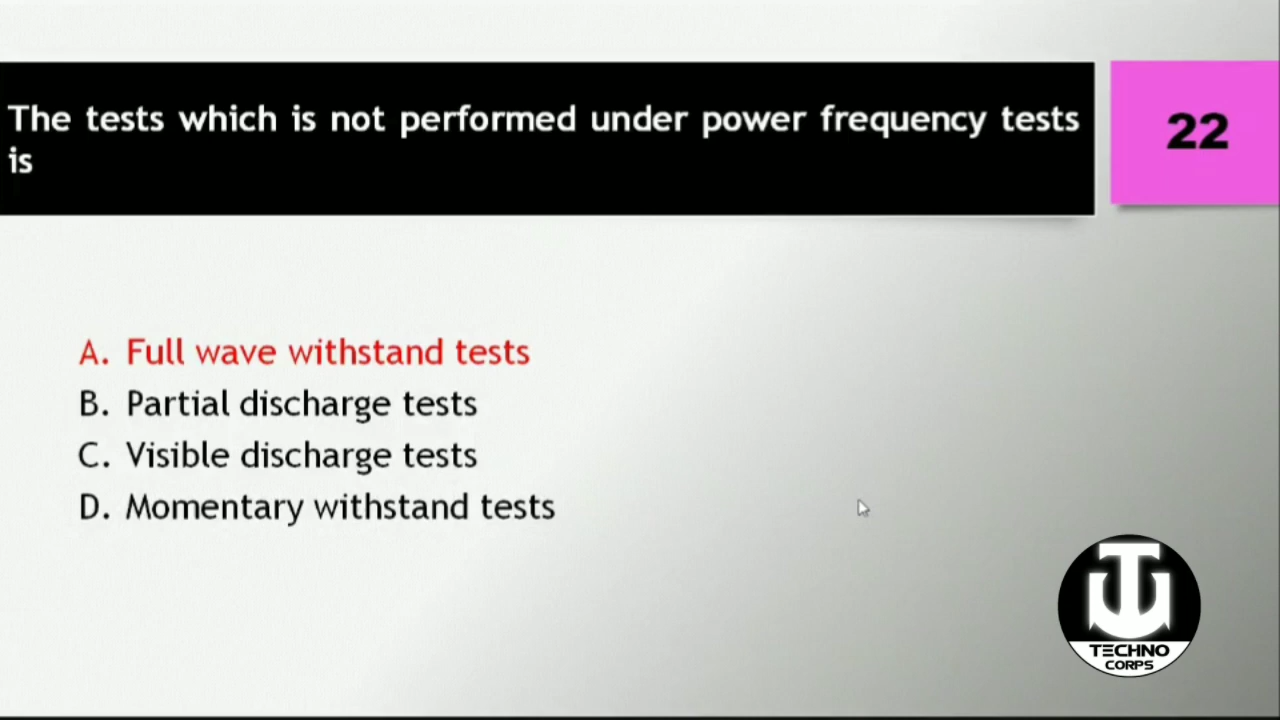 The tests which is not performed under power frequency tests
is
22
A. Full wave withstand tests
B. Partial discharge tests
C. Visible discharge tests
D. Momentary withstand tests
TECHNO
CORPS